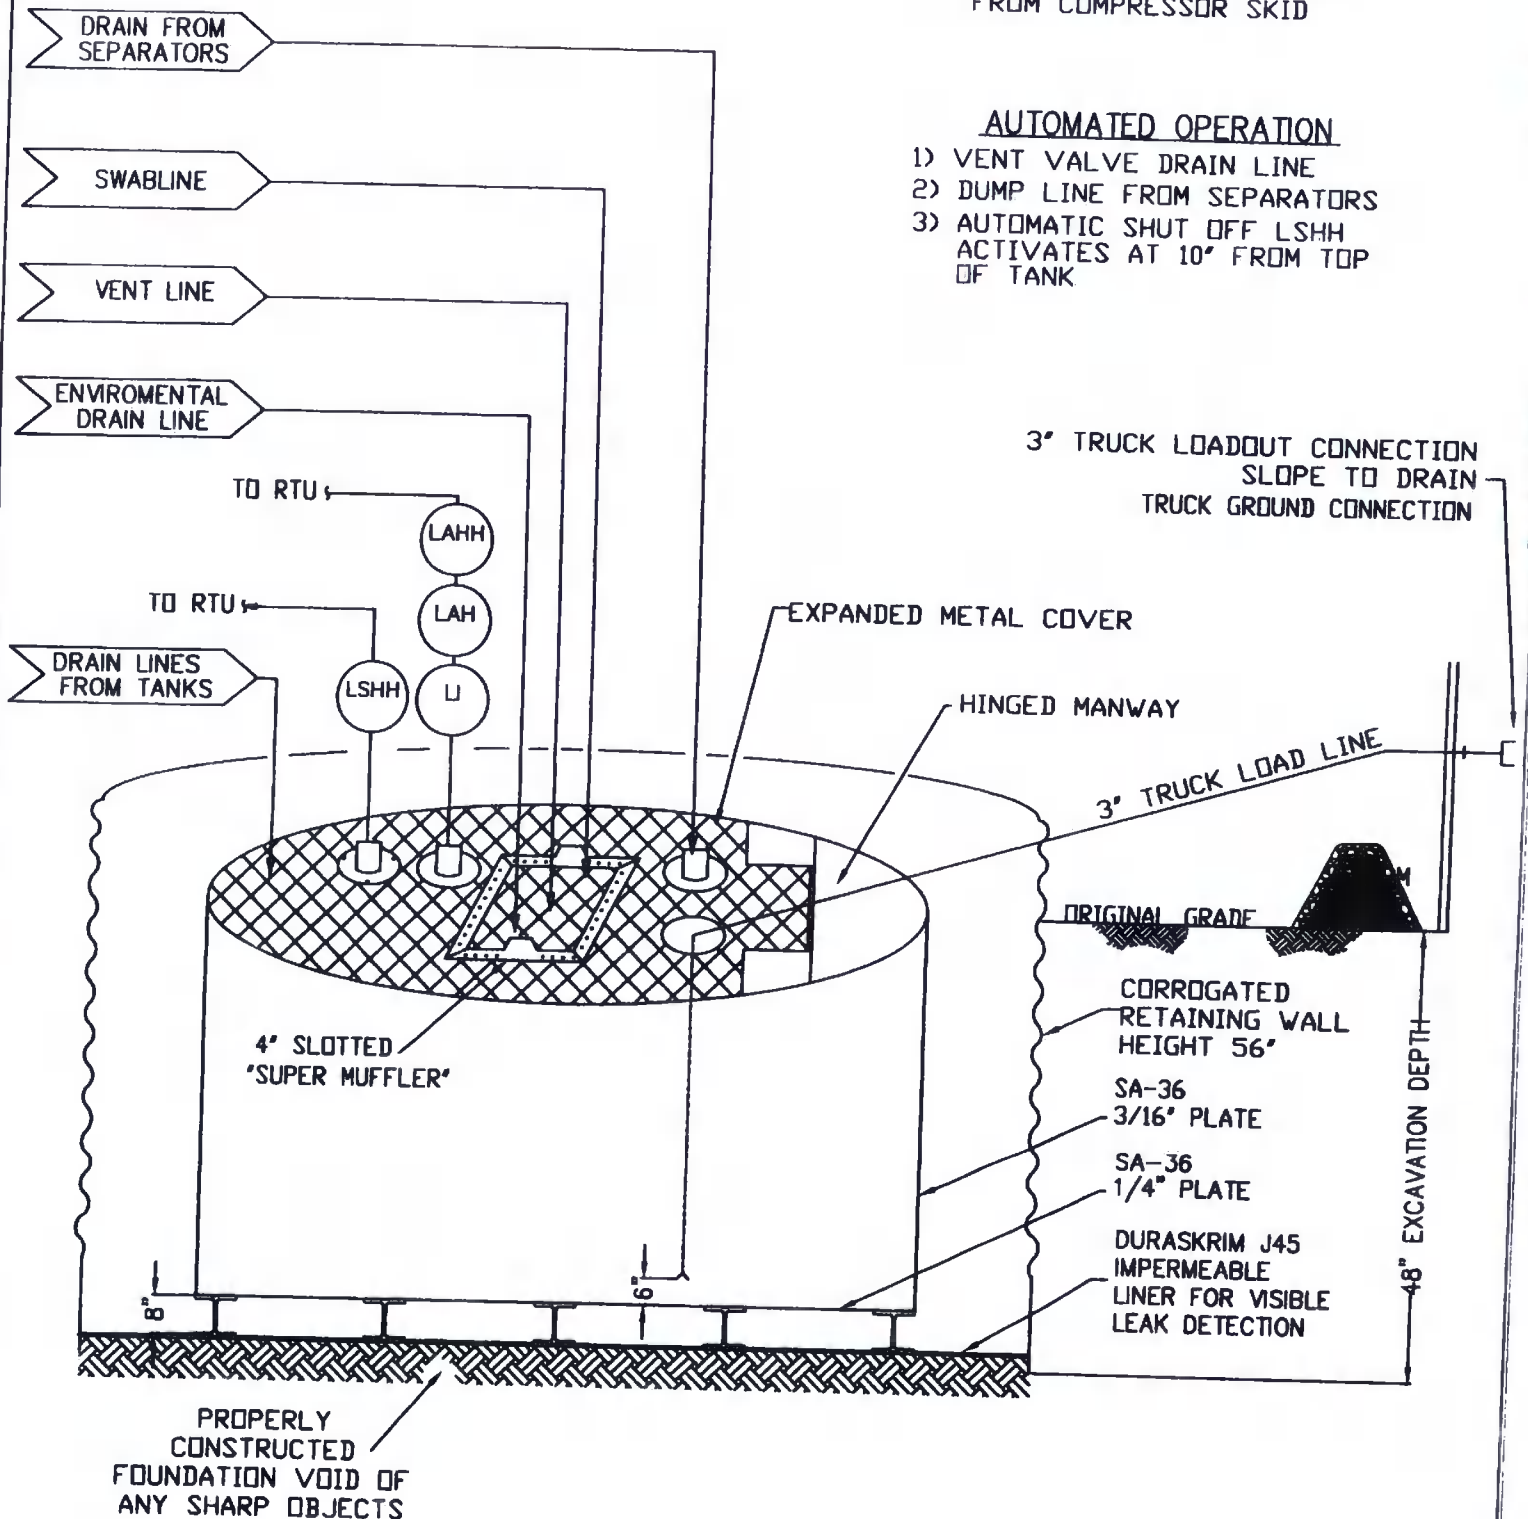 FROM COMPRESSOR SKID
DRAIN FROM
SEPARATORS
AUTOMATED OPERATION
1) VENT VALVE DRAIN LINE
2) DUMP LINE FROM SEPARATORS
3) AUTOMATIC SHUT OFF LSHH
ACTIVATES AT 10" FROM TOP
OF TANK
SWABLINE
VENT LINE
ENVIROMENTAL
DRAIN LINE
3" TRUCK LOADOUT CONNECTION
SLOPE TO DRAIN
TRUCK GROUND CONNECTION
TO RTU
LAHH
TO RTU
LAH
EXPANDED METAL COVER
DRAIN LINES
FROM TANKS
LSHH
LI
HINGED MANWAY
3" TRUCK LOAD LINE
M
ORIGINAL GRADE
CORROGATED
RETAINING WALL
HEIGHT 56"
4" SLOTTED
"SUPER MUFFLER"
SA-36
3/16" PLATE
SA-36
1/4" PLATE
48" EXCAVATION DEPTH
DURASKRIM J45
IMPERMEABLE
LINER FOR VISIBLE
LEAK DETECTION
8"
6"
PROPERLY
CONSTRUCTED
FOUNDATION VOID OF
ANY SHARP OBJECTS